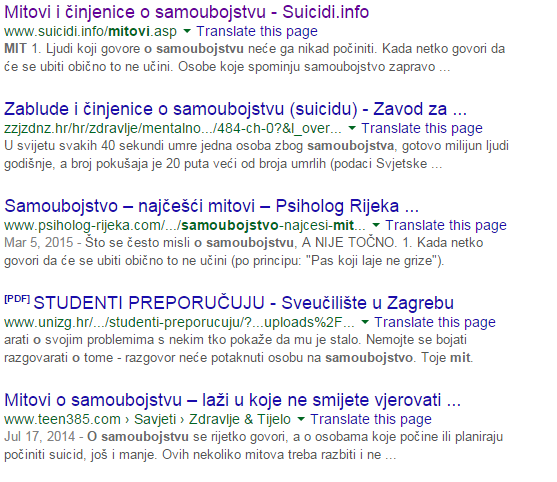 Mitovi i činjenice o samoubojstvu - Suicidi.info
www.suicidi.info/mitovi.asp ▼ Translate this page
MIT 1. Ljudi koji govore o samoubojstvu neće ga nikad počiniti. Kada netko govori da
će se ubiti obično to ne učini. Osobe koje spominju samoubojstvo zapravo ...
Zablude i činjenice o samoubojstvu (suicidu) - Zavod za ...
zzjzdnz.hr/hr/zdravlje/mentalno.../484-ch-0?&l_over... ▼ Translate this page
U svijetu svakih 40 sekundi umre jedna osoba zbog samoubojstva, gotovo milijun ljudi
godišnje, a broj pokušaja je 20 puta veći od broja umrlih (podaci Svjetske ...
Samoubojstvo – najčešći mitovi – Psiholog Rijeka ...
www.psiholog-rijeka.com/.../samoubojstvo-najcesi-mit... ▼ Translate this page
Mar 5, 2015 - Što se često misli o samoubojstvu, A NIJE TOČNO. 1. Kada netko
govori da će se ubiti obično to ne učini (po principu: "Pas koji laje ne grize").
[PDF] STUDENTI PREPORUČUJU - Sveučilište u Zagrebu
www.unizg.hr/.../studenti-preporucuju/?...uploads%2F... ▼ Translate this page
arati o svojim problemima s nekim tko pokaže da mu je stalo. Nemojte se bojati
razgovarati o tome - razgovor neće potaknuti osobu na samoubojstvo. Toje mit.
Mitovi o samoubojstvu – laži u koje ne smijete vjerovati ...
www.teen385.com › Savjeti › Zdravlje & Tijelo ▼ Translate this page
Jul 17, 2014 - O samoubojstvu se rijetko govori, a o osobama koje počine ili planiraju
počiniti suicid, još i manje. Ovih nekoliko mitova treba razbiti i ne ...